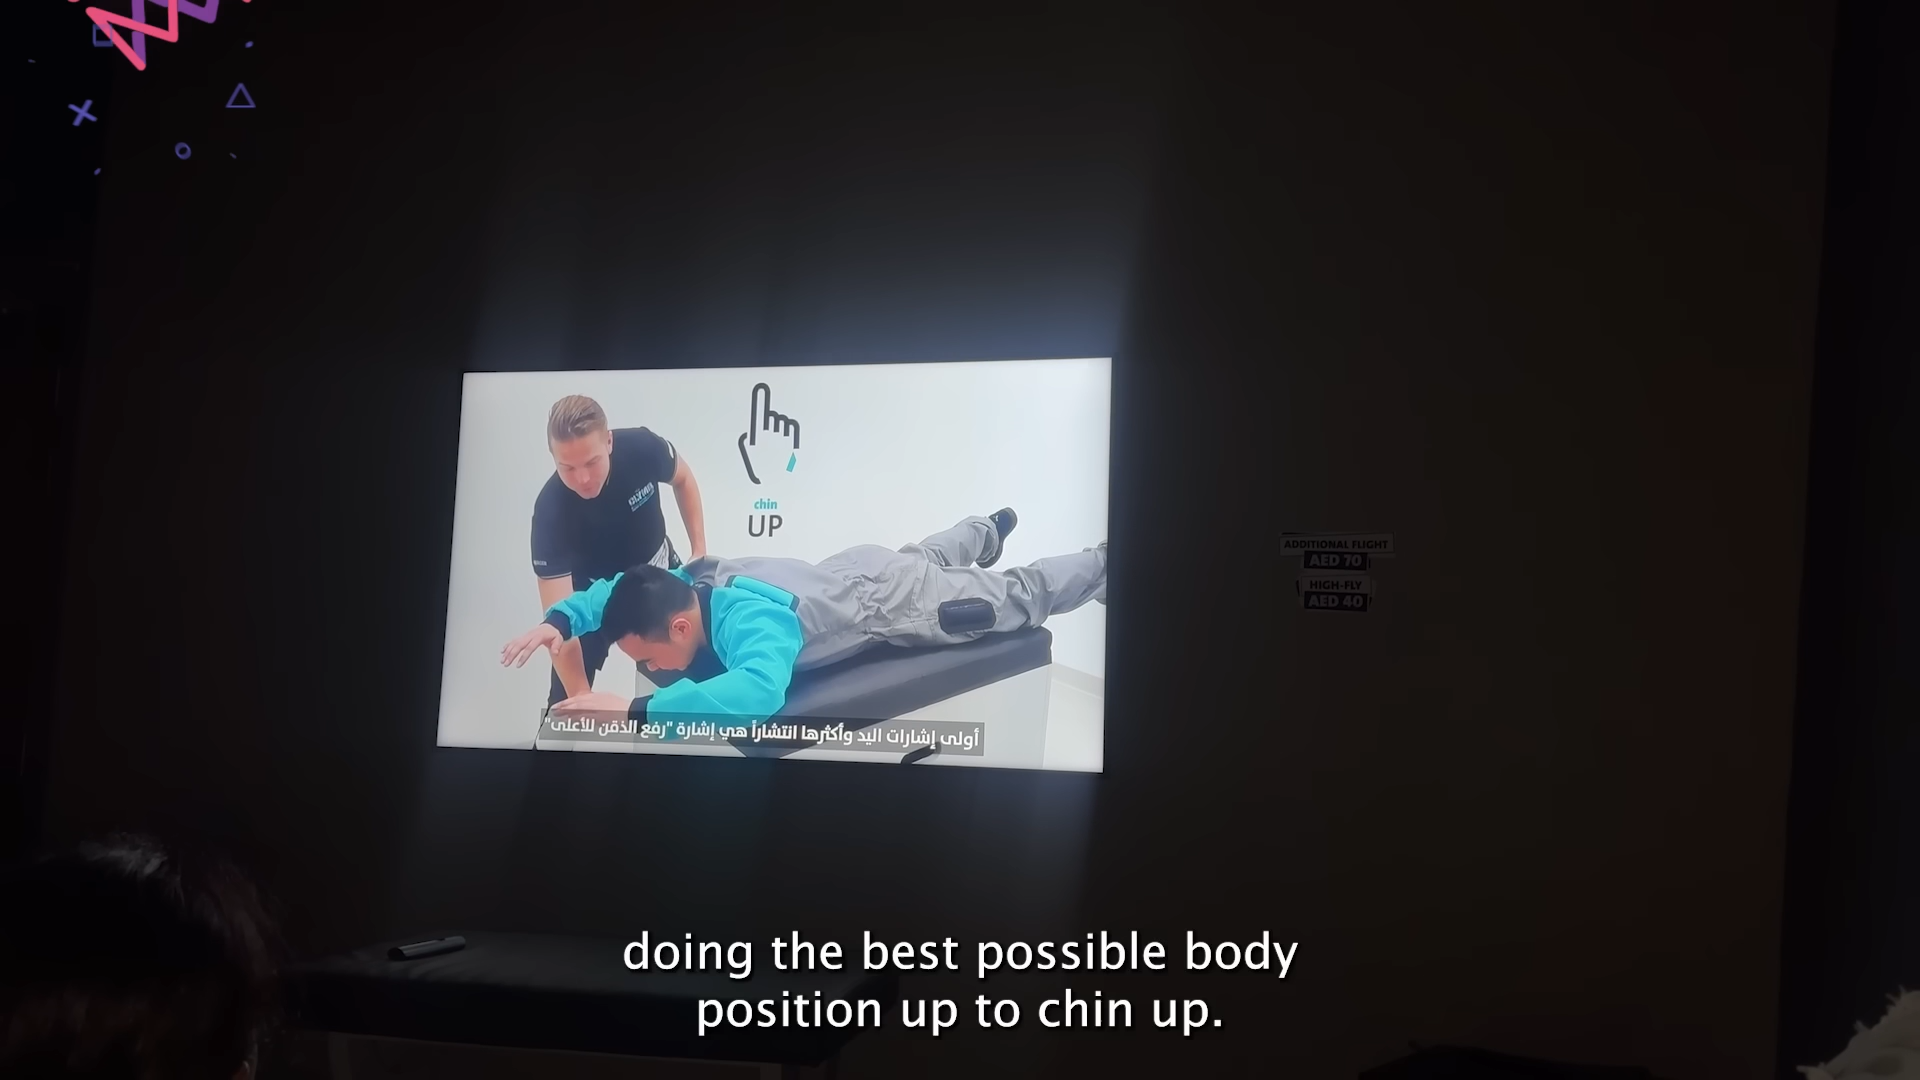 chin
UP
أولى إشارات اليد وأكثرها انتشاراً هي إشارة "رفع الذقن للأعلى"
ADDITIONAL FLIGHT
AED 70
HIGH-FLY
AED 40
doing the best possible body
position up to chin up.